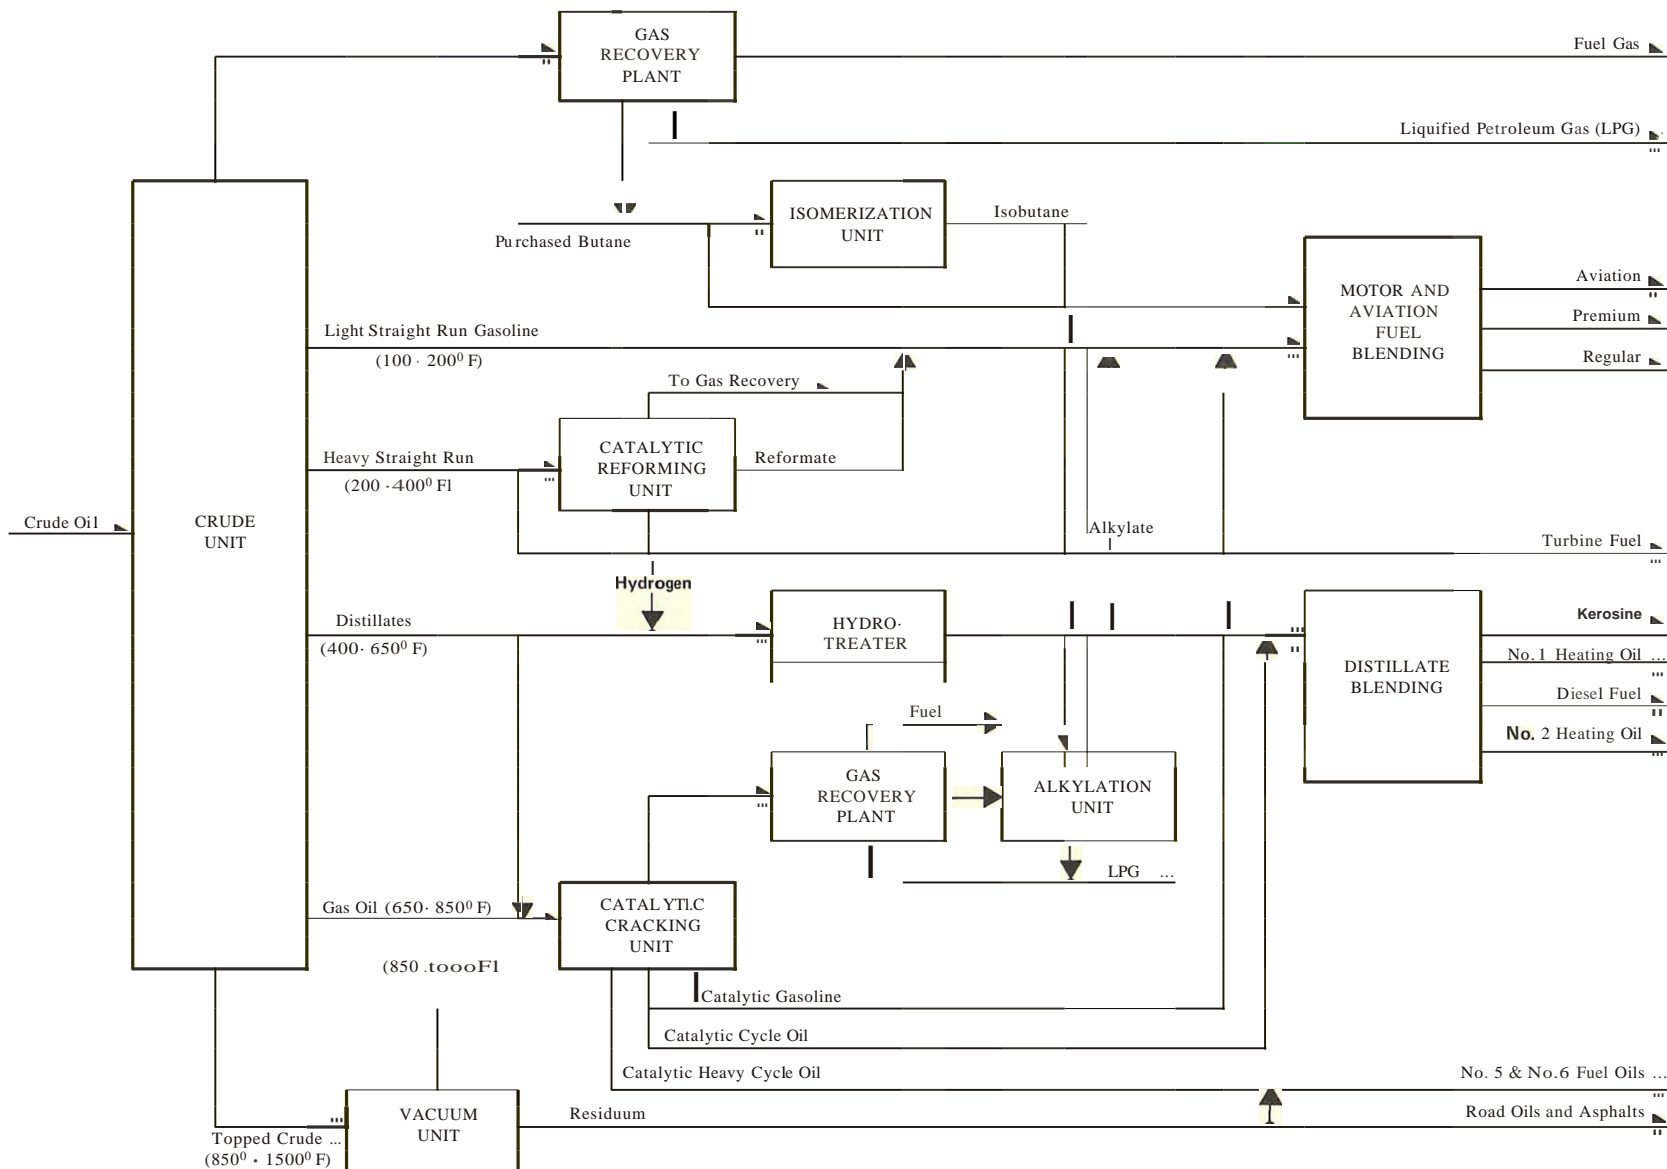 GAS
RECOVERY
PLANT
Fuel Gas
Liquified Petroleum Gas (LPG)
ISOMERIZATION
UNIT
Isobutane
Purchased Butane
MOTOR AND
AVIATION
FUEL
BLENDING
Aviation
Premium
Regular
Light Straight Run Gasoline
(100 · 200⁰ F)
To Gas Recovery
CATALYTIC
REFORMING
UNIT
Reformate
Heavy Straight Run
(200 ·400⁰ Fl
Crude Oil
CRUDE
UNIT
Alkylate
Turbine Fuel
Hydrogen
Distillates
(400· 650⁰ F)
HYDRO·
TREATER
DISTILLATE
BLENDING
Kerosine
No.1 Heating Oil ...
Diesel Fuel
No. 2 Heating Oil
Fuel
GAS
RECOVERY
PLANT
ALKYLATION
UNIT
LPG ...
Gas Oil (650· 850⁰ F)
CATALYTl.C
CRACKING
UNIT
(850 .toooFl
Catalytic Gasoline
Catalytic Cycle Oil
Catalytic Heavy Cycle Oil
No. 5 & No.6 Fuel Oils ...
VACUUM
UNIT
Residuum
Road Oils and Asphalts
Topped Crude ...
(850⁰ · 1500⁰ F)